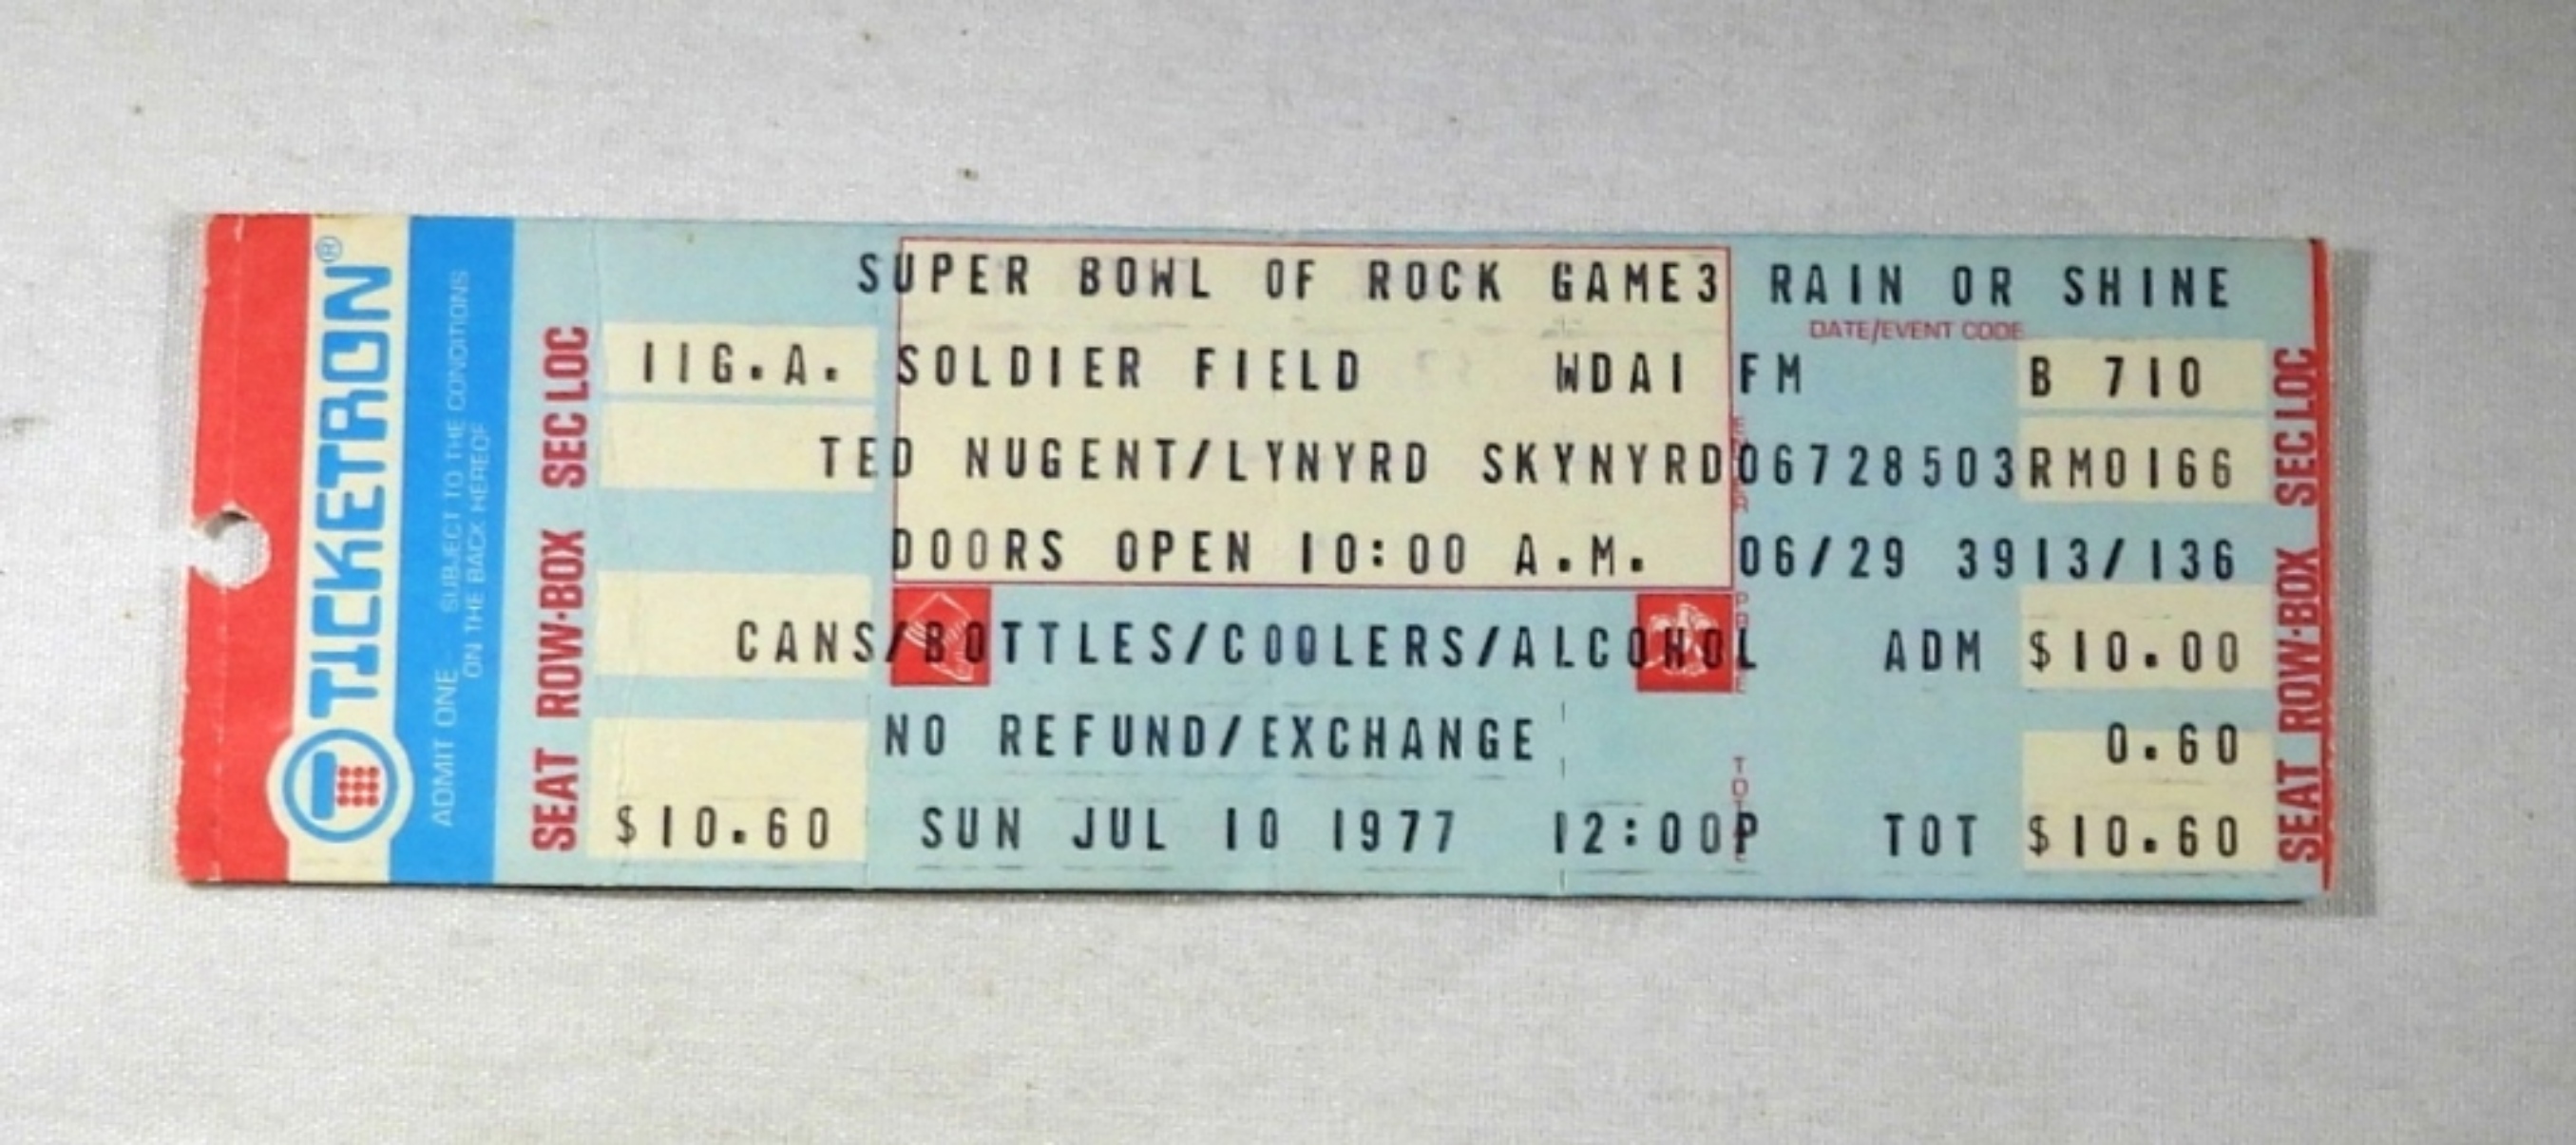 TICKETRON®
ADMIT ONE SUBJECT TO THE CONDITIONS
ON THE BACK HEREOF
SEAT ROW·BOX SEC LOC
SUPER BOWL OF ROCK GAME3 RAIN OR SHINE
DATE/EVENT CODE
11G.A. SOLDIER FIELD WDAI FM B 710
TED NUGENT/LYNYRD SKYNYRD 06728503RM0166
DOORS OPEN 10:00 A.M. 06/29 3913/136
CANS/BOTTLES/COOLERS/ALCOHOL ADM $10.00
NO REFUND/EXCHANGE 0.60
$10.60 SUN JUL 10 1977 12:00P TOT $10.60
SEAT ROW·BOX SEC LOC